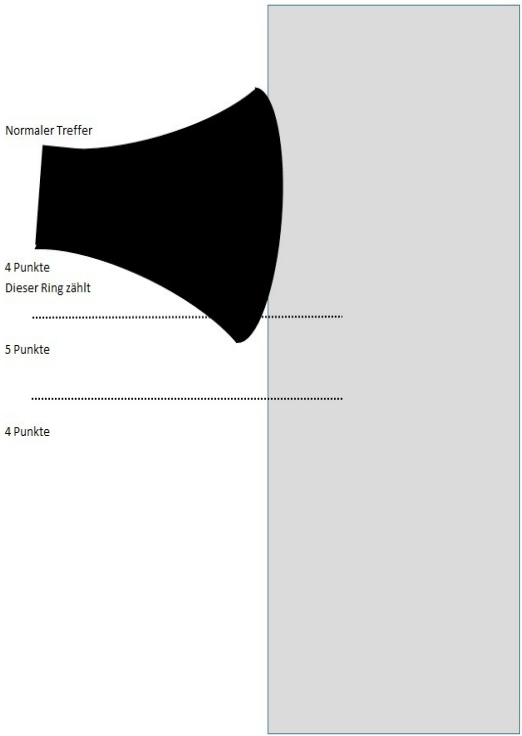 Normaler Treffer
4 Punkte
Dieser Ring zählt
5 Punkte
4 Punkte